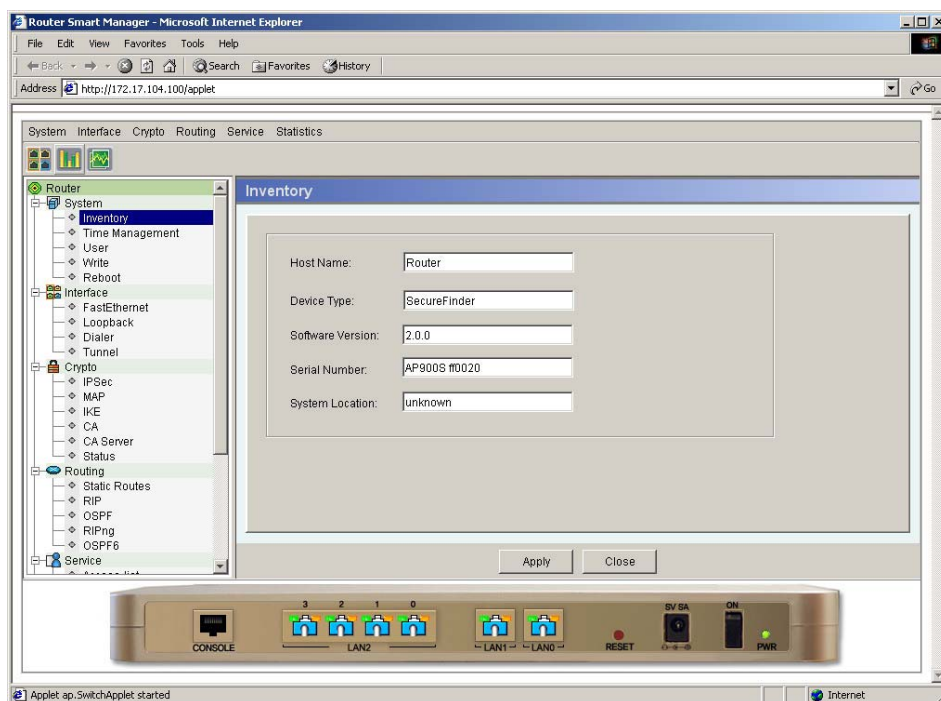 Router Smart Manager - Microsoft Internet Explorer
File Edit View Favorites Tools Help
Back Search Favorites History
Address http://172.17.104.100/applet Go
System Interface Crypto Routing Service Statistics
Router
System
Inventory
Time Management
User
Write
Reboot
Interface
FastEthernet
Loopback
Dialer
Tunnel
Crypto
IPSec
MAP
IKE
CA
CA Server
Status
Routing
Static Routes
RIP
OSPF
RIPng
OSPF6
Service
Inventory
Host Name: Router
Device Type: SecureFinder
Software Version: 2.0.0
Serial Number: AP900S ff0020
System Location: unknown
Apply Close
3 2 1 0 5V 5A ON
CONSOLE LAN2 LAN1 LAN0 RESET PWR
Applet ap.SwitchApplet started Internet